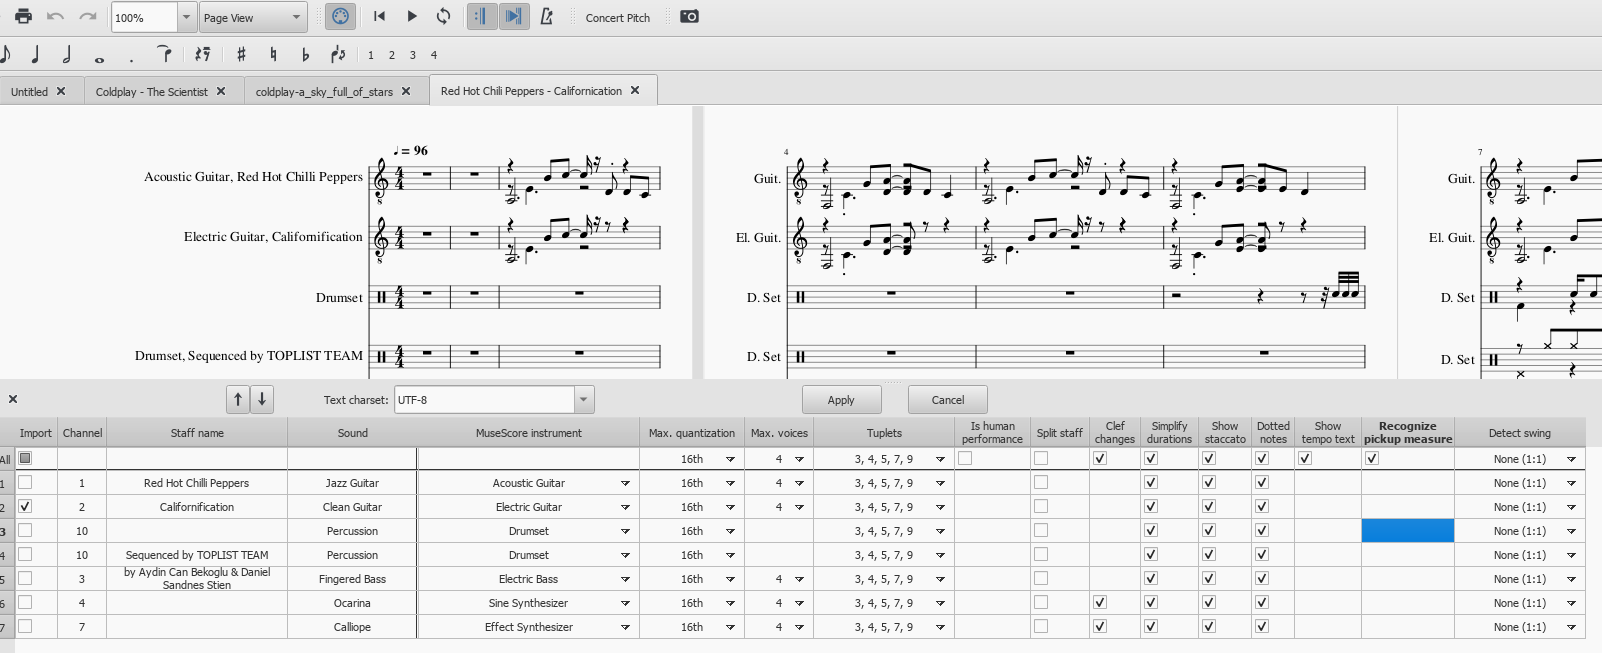 100% Page View Concert Pitch
1 2 3 4
Untitled Coldplay - The Scientist coldplay-a_sky_full_of_stars Red Hot Chili Peppers - Californication
= 96
4 7
Acoustic Guitar, Red Hot Chilli Peppers Guit. Guit.
Electric Guitar, Californification El. Guit. El. Guit.
Drumset D. Set D. Set
Drumset, Sequenced by TOPLIST TEAM D. Set D. Set
Text charset: UTF-8 Apply Cancel
Import Channel Staff name Sound MuseScore instrument Max. quantization Max. voices Tuplets Is human performance Split staff Clef changes Simplify durations Show staccato Dotted notes Show tempo text Recognize pickup measure Detect swing
All 16th 4 3, 4, 5, 7, 9 None (1:1)
1 1 Red Hot Chilli Peppers Jazz Guitar Acoustic Guitar 16th 4 3, 4, 5, 7, 9 None (1:1)
2 2 Californification Clean Guitar Electric Guitar 16th 4 3, 4, 5, 7, 9 None (1:1)
3 10 Percussion Drumset 16th 3, 4, 5, 7, 9 None (1:1)
4 10 Sequenced by TOPLIST TEAM Percussion Drumset 16th 3, 4, 5, 7, 9 None (1:1)
5 3 by Aydin Can Bekoglu & Daniel Sandnes Stien Fingered Bass Electric Bass 16th 4 3, 4, 5, 7, 9 None (1:1)
6 4 Ocarina Sine Synthesizer 16th 4 3, 4, 5, 7, 9 None (1:1)
7 7 Calliope Effect Synthesizer 16th 4 3, 4, 5, 7, 9 None (1:1)